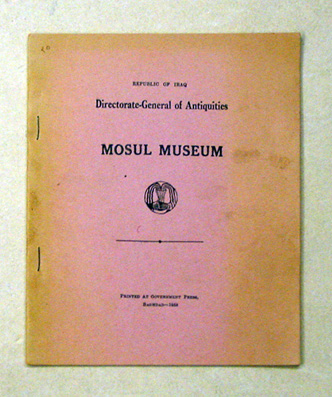 REPUBLIC OF IRAQ
Directorate-General of Antiquities
MOSUL MUSEUM
PRINTED AT GOVERNMENT PRESS,
BAGHDAD—